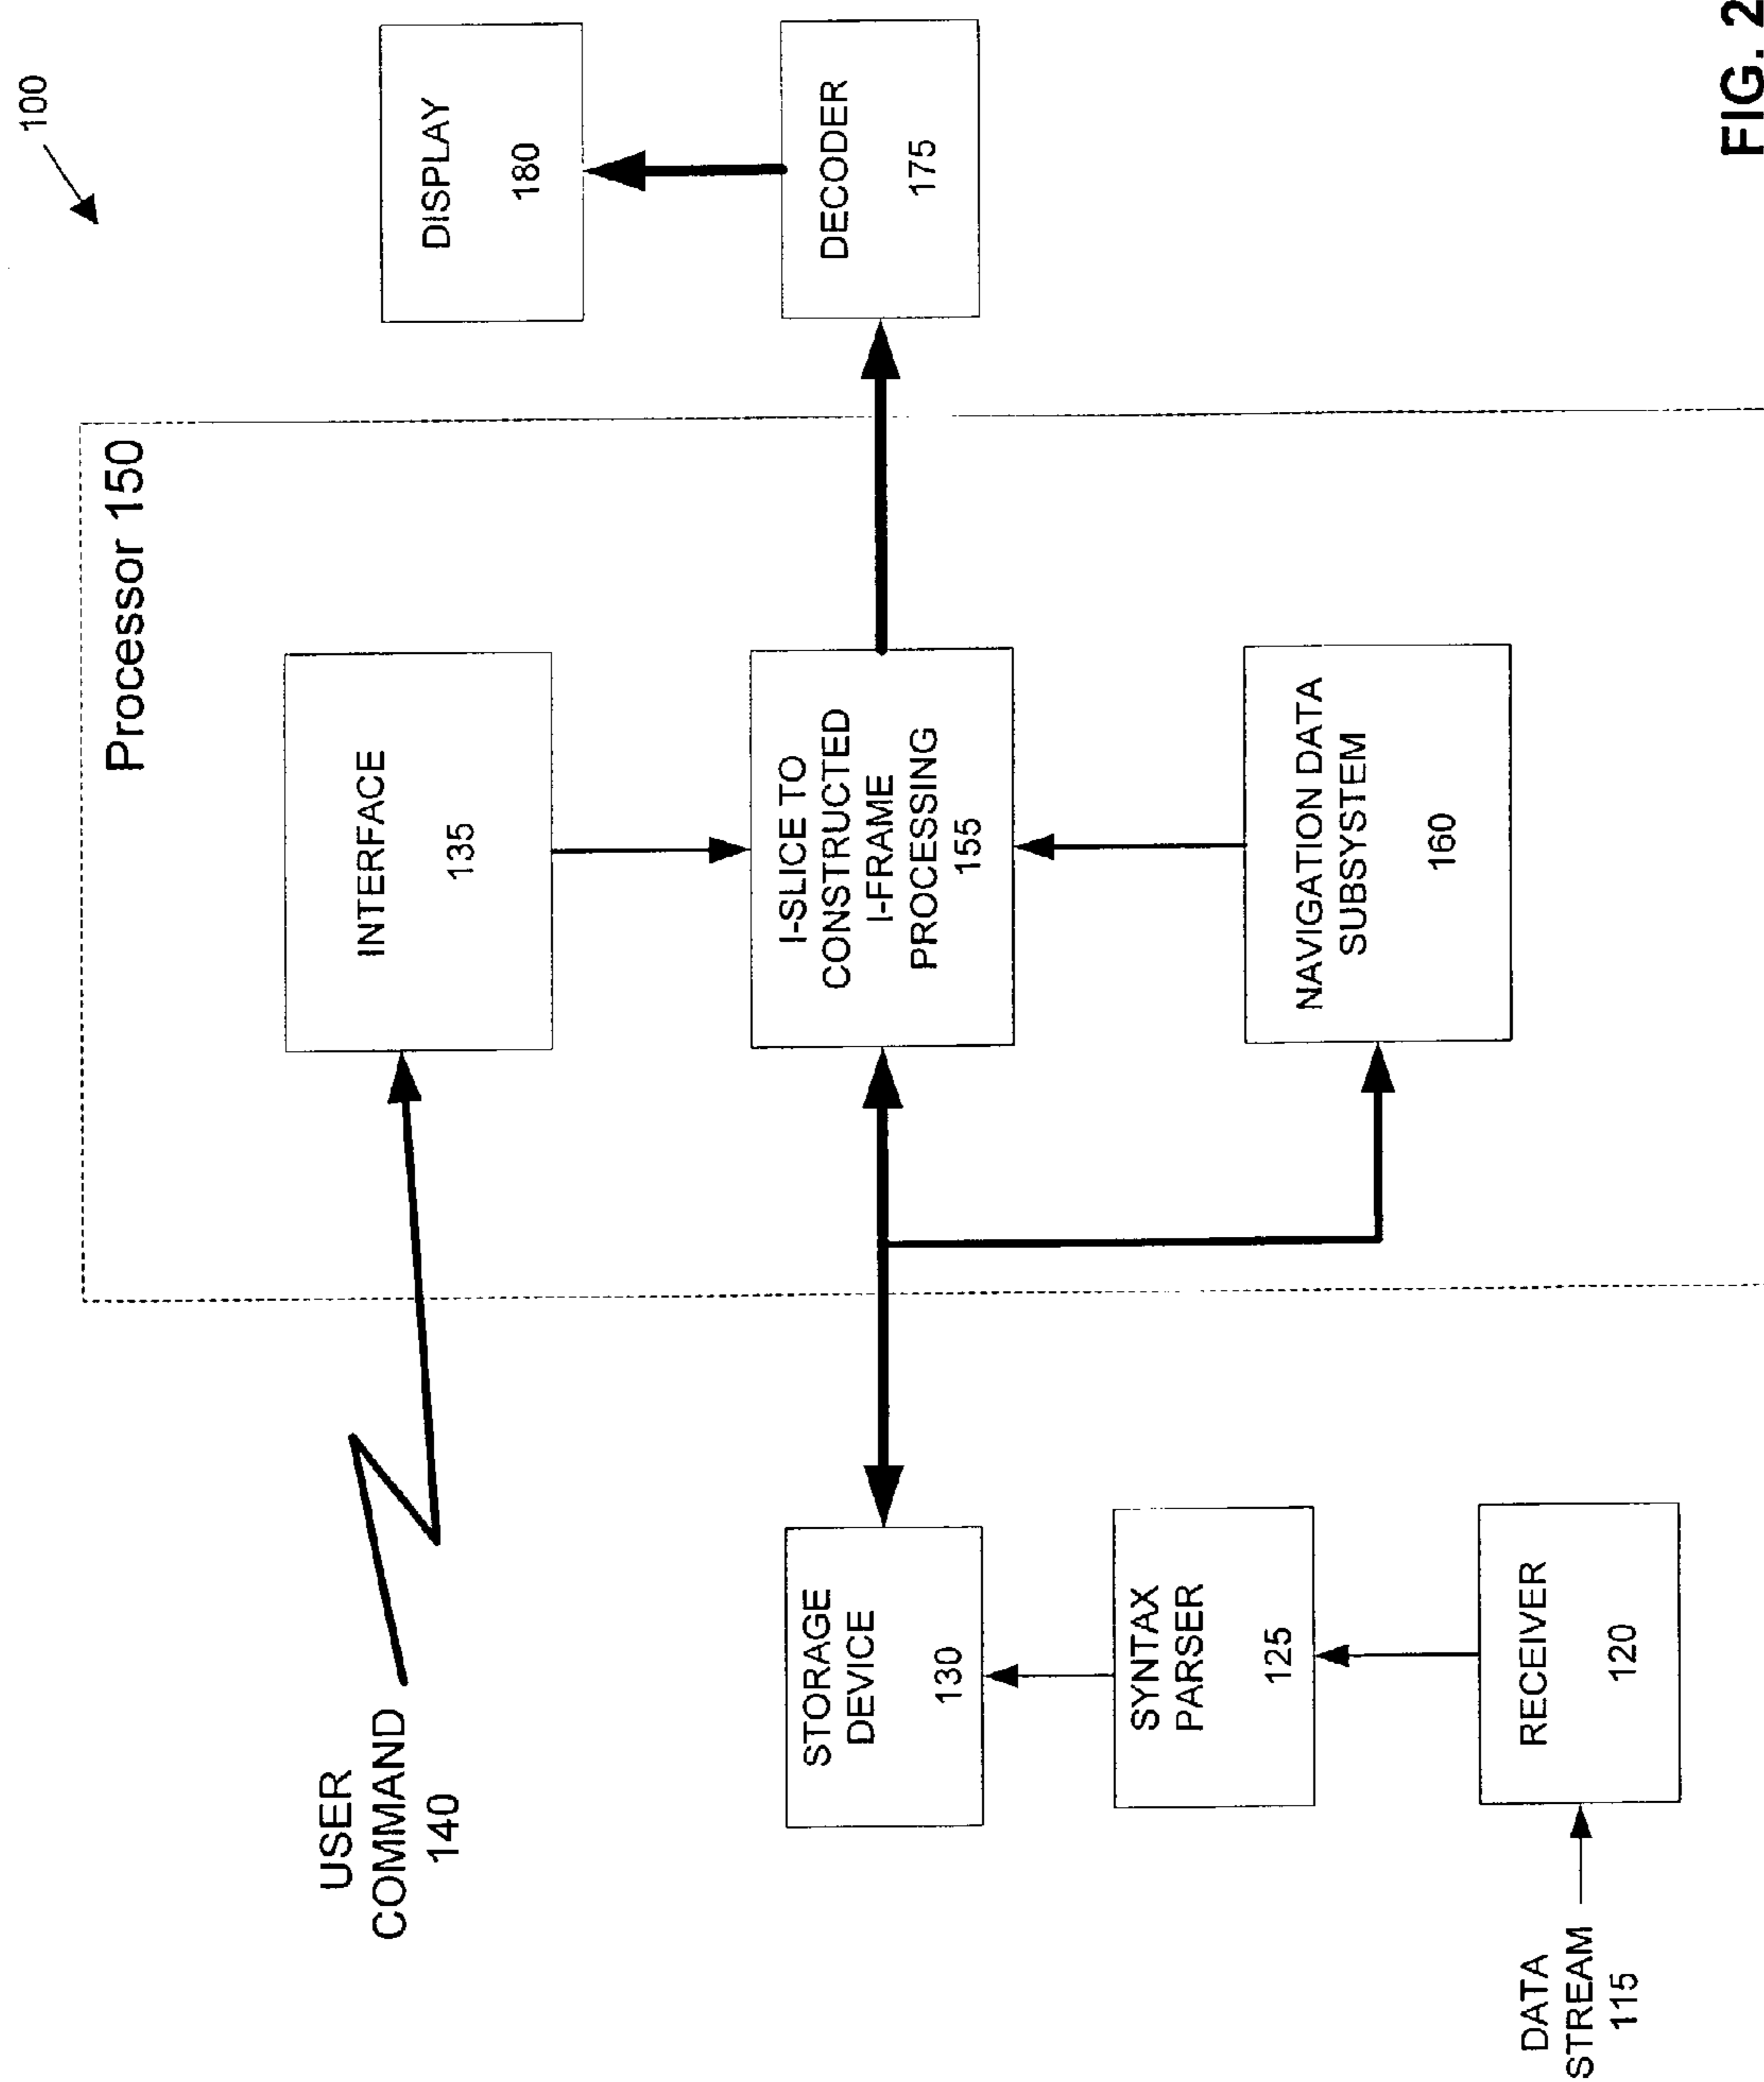 100
Processor 150
USER
COMMAND
140
INTERFACE
135
DISPLAY
180
STORAGE
DEVICE
130
I-SLICE TO
CONSTRUCTED
I-FRAME
PROCESSING
155
DECODER
175
SYNTAX
PARSER
125
NAVIGATION DATA
SUBSYSTEM
160
DATA
STREAM
115
RECEIVER
120
FIG. 2